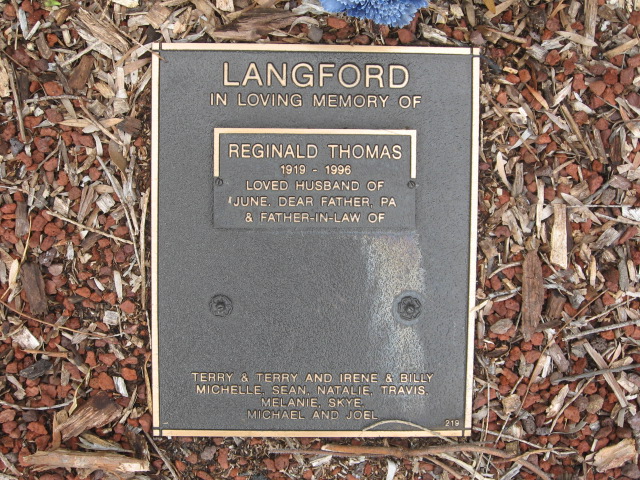 LANGFORD
IN LOVING MEMORY OF
REGINALD THOMAS
1919 - 1996
LOVED HUSBAND OF
JUNE, DEAR FATHER, PA
& FATHER-IN-LAW OF
TERRY & TERRY AND IRENE & BILLY
MICHELLE, SEAN, NATALIE, TRAVIS,
MELANIE, SKYE,
MICHAEL AND JOEL
219